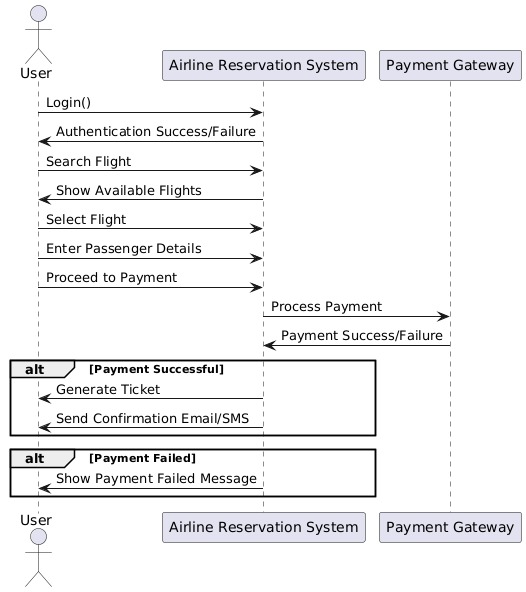 User
Airline Reservation System
Payment Gateway
Login()
Authentication Success/Failure
Search Flight
Show Available Flights
Select Flight
Enter Passenger Details
Proceed to Payment
Process Payment
Payment Success/Failure
alt [Payment Successful]
Generate Ticket
Send Confirmation Email/SMS
alt [Payment Failed]
Show Payment Failed Message
User
Airline Reservation System
Payment Gateway